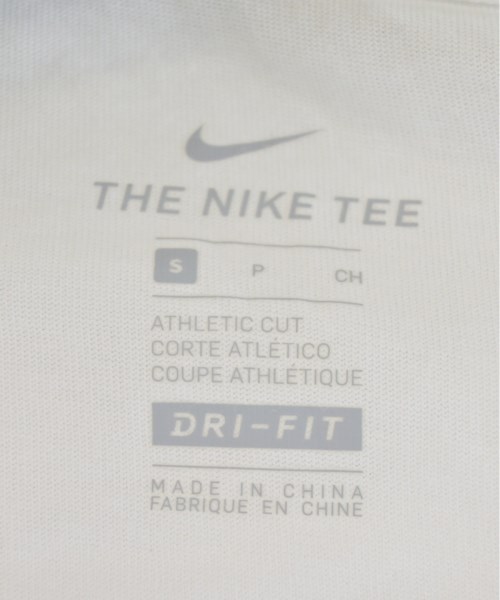 THE NIKE TEE
S P CH
ATHLETIC CUT
CORTE ATLÉTICO
COUPE ATHLÉTIQUE
DRI-FIT
MADE IN CHINA
FABRIQUE EN CHINE